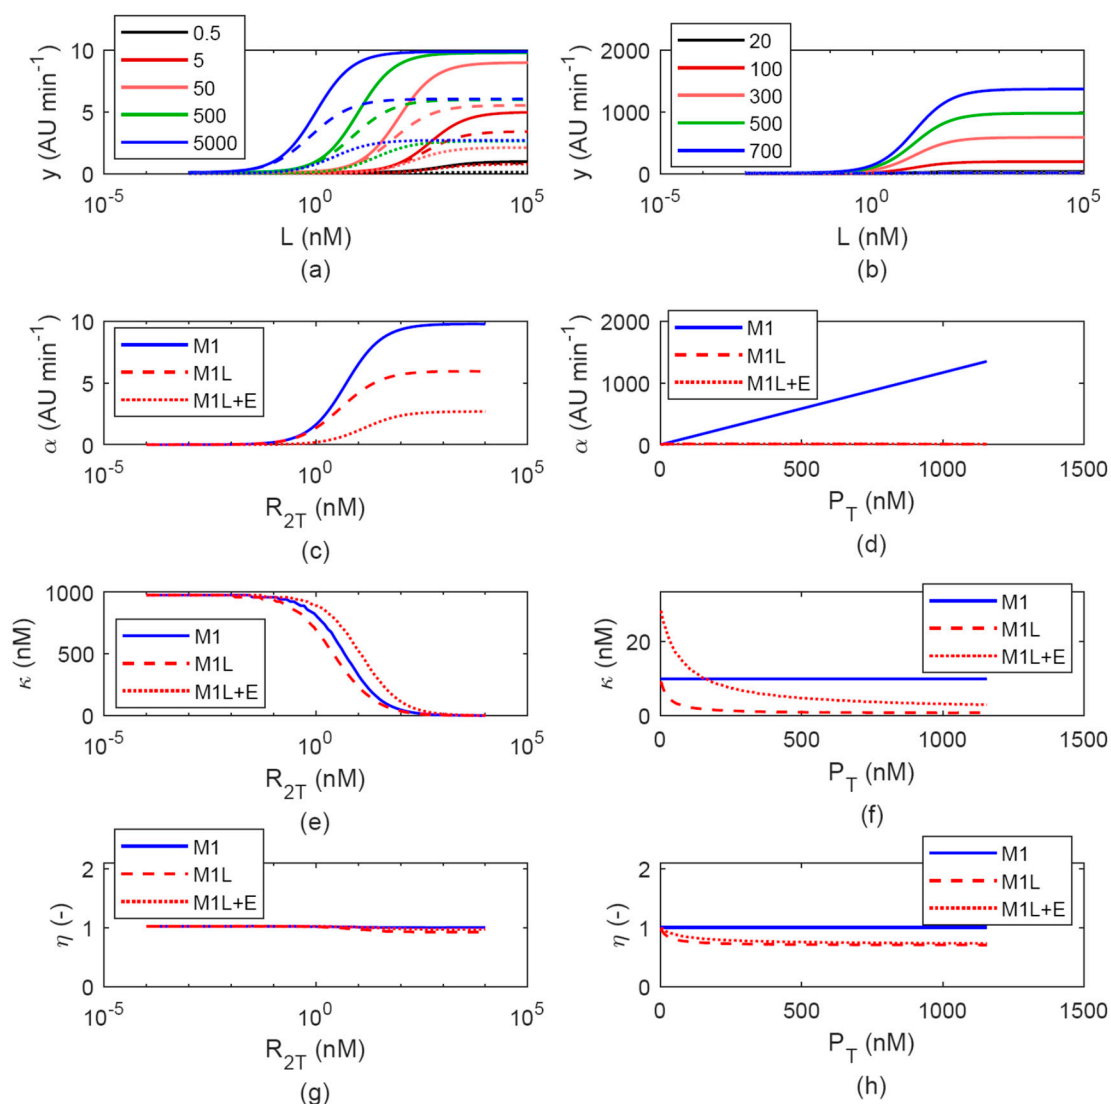 0.5
5
50
500
5000
10
5
0
y (AU min⁻¹)
10⁻⁵ 10⁰ 10⁵
L (nM)
(a)
20
100
300
500
700
2000
1000
0
y (AU min⁻¹)
10⁻⁵ 10⁰ 10⁵
L (nM)
(b)
M1
M1L
M1L+E
10
5
0
α (AU min⁻¹)
10⁻⁵ 10⁰ 10⁵
R₂T (nM)
(c)
M1
M1L
M1L+E
2000
1000
0
α (AU min⁻¹)
0 500 1000 1500
P_T (nM)
(d)
M1
M1L
M1L+E
1000
500
0
κ (nM)
10⁻⁵ 10⁰ 10⁵
R₂T (nM)
(e)
M1
M1L
M1L+E
20
0
κ (nM)
0 500 1000 1500
P_T (nM)
(f)
M1
M1L
M1L+E
2
1
0
η (-)
10⁻⁵ 10⁰ 10⁵
R₂T (nM)
(g)
M1
M1L
M1L+E
2
1
0
η (-)
0 500 1000 1500
P_T (nM)
(h)